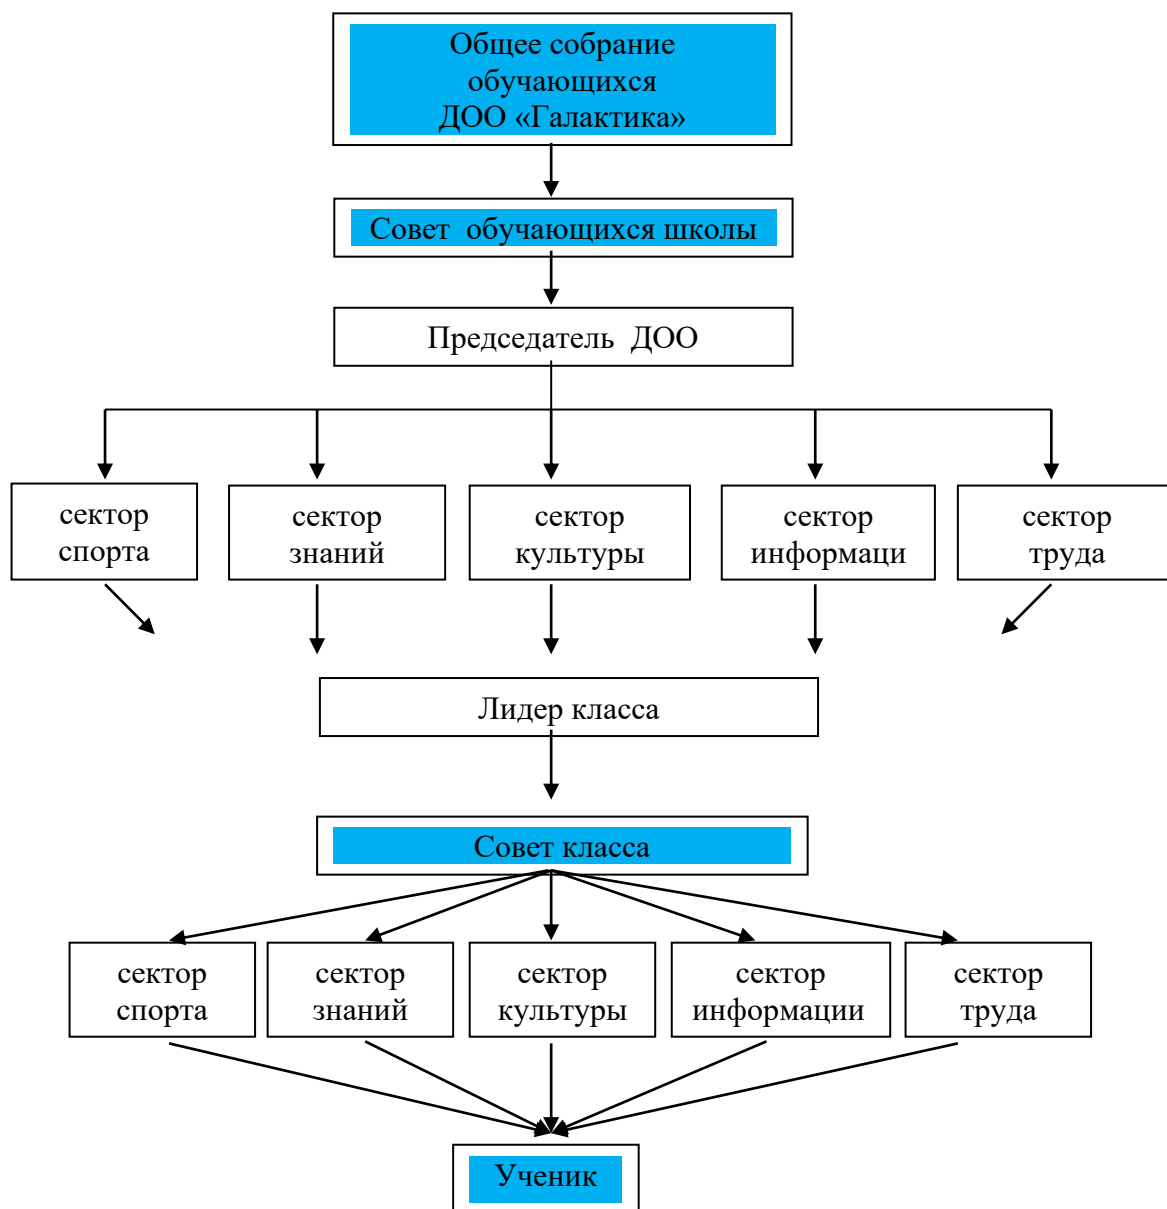 Общее собрание
обучающихся
ДОО «Галактика»
Совет обучающихся школы
Председатель ДОО
сектор
спорта
сектор
знаний
сектор
культуры
сектор
информаци
сектор
труда
Лидер класса
Совет класса
сектор
спорта
сектор
знаний
сектор
культуры
сектор
информации
сектор
труда
Ученик